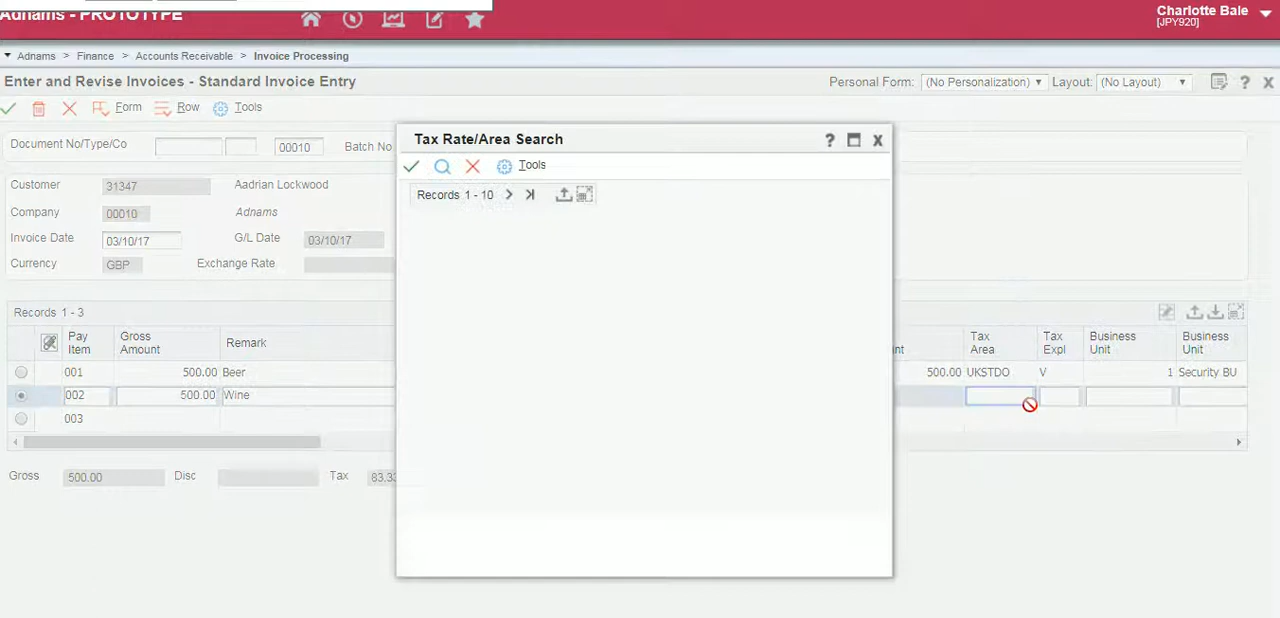 Adnams - PROTOTYPE
Charlotte Bale
[JPY920]
Adnams > Finance > Accounts Receivable > Invoice Processing
Enter and Revise Invoices - Standard Invoice Entry
Personal Form: (No Personalization) Layout: (No Layout) ?
Form Row Tools
Document No/Type/Co 00010 Batch No
Customer 31347 Aadrian Lockwood
Company 00010 Adnams
Invoice Date 03/10/17 G/L Date 03/10/17
Currency GBP Exchange Rate
Tax Rate/Area Search ?
Tools
Records 1 - 10
Records 1 - 3
Pay Item Gross Amount Remark Tax Area Tax Expl Business Unit Business Unit
001 500.00 Beer 500.00 UKSTDO V 1 Security BU
002 500.00 Wine
003
Gross 500.00 Disc Tax 83.33